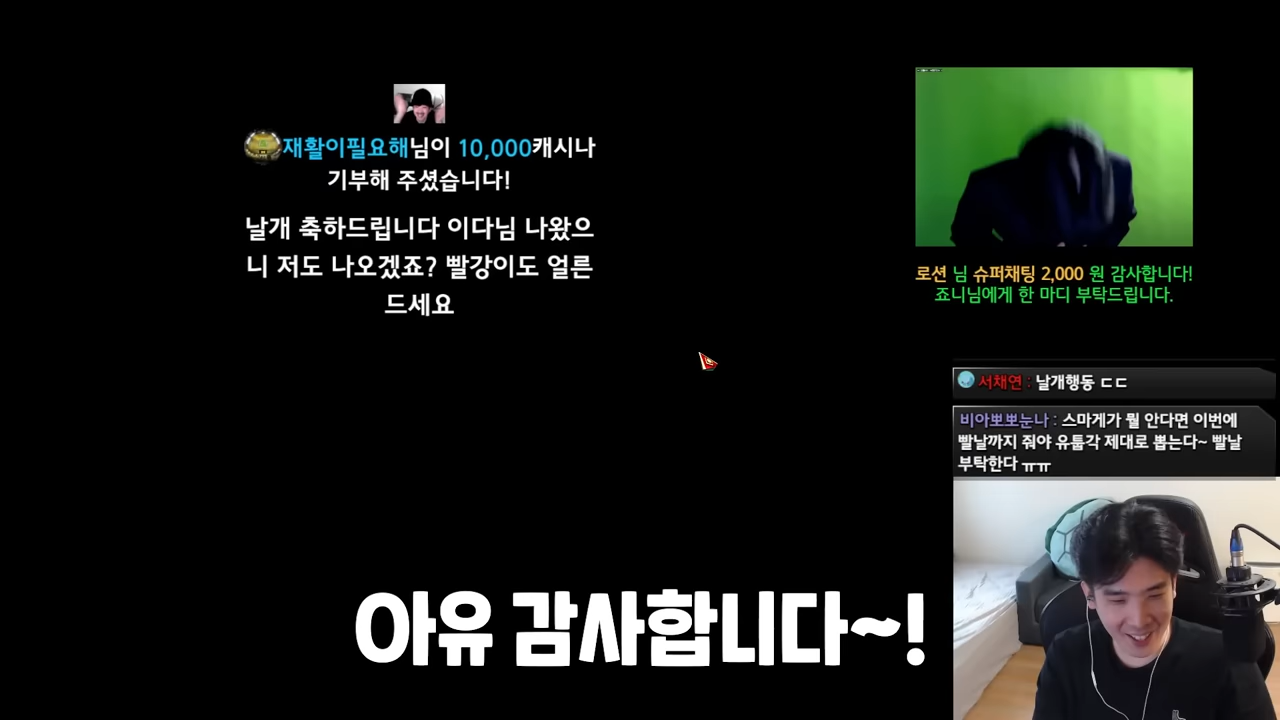 재활이필요해님이 10,000캐시나
기부해 주셨습니다!
날개 축하드립니다 이다님 나왔으
니 저도 나오겠죠? 빨강이도 얼른
드세요
로션 님 슈퍼채팅 2,000 원 감사합니다!
죠니님에게 한 마디 부탁드립니다.
서채연 : 날개행동 ㄷㄷ
비아뽀뽀눈나 : 스마게가 뭘 안다면 이번에
빨날까지 줘야 유튭각 제대로 뽑는다~ 빨날
부탁한다 ㅠㅠ
아유 감사합니다~!